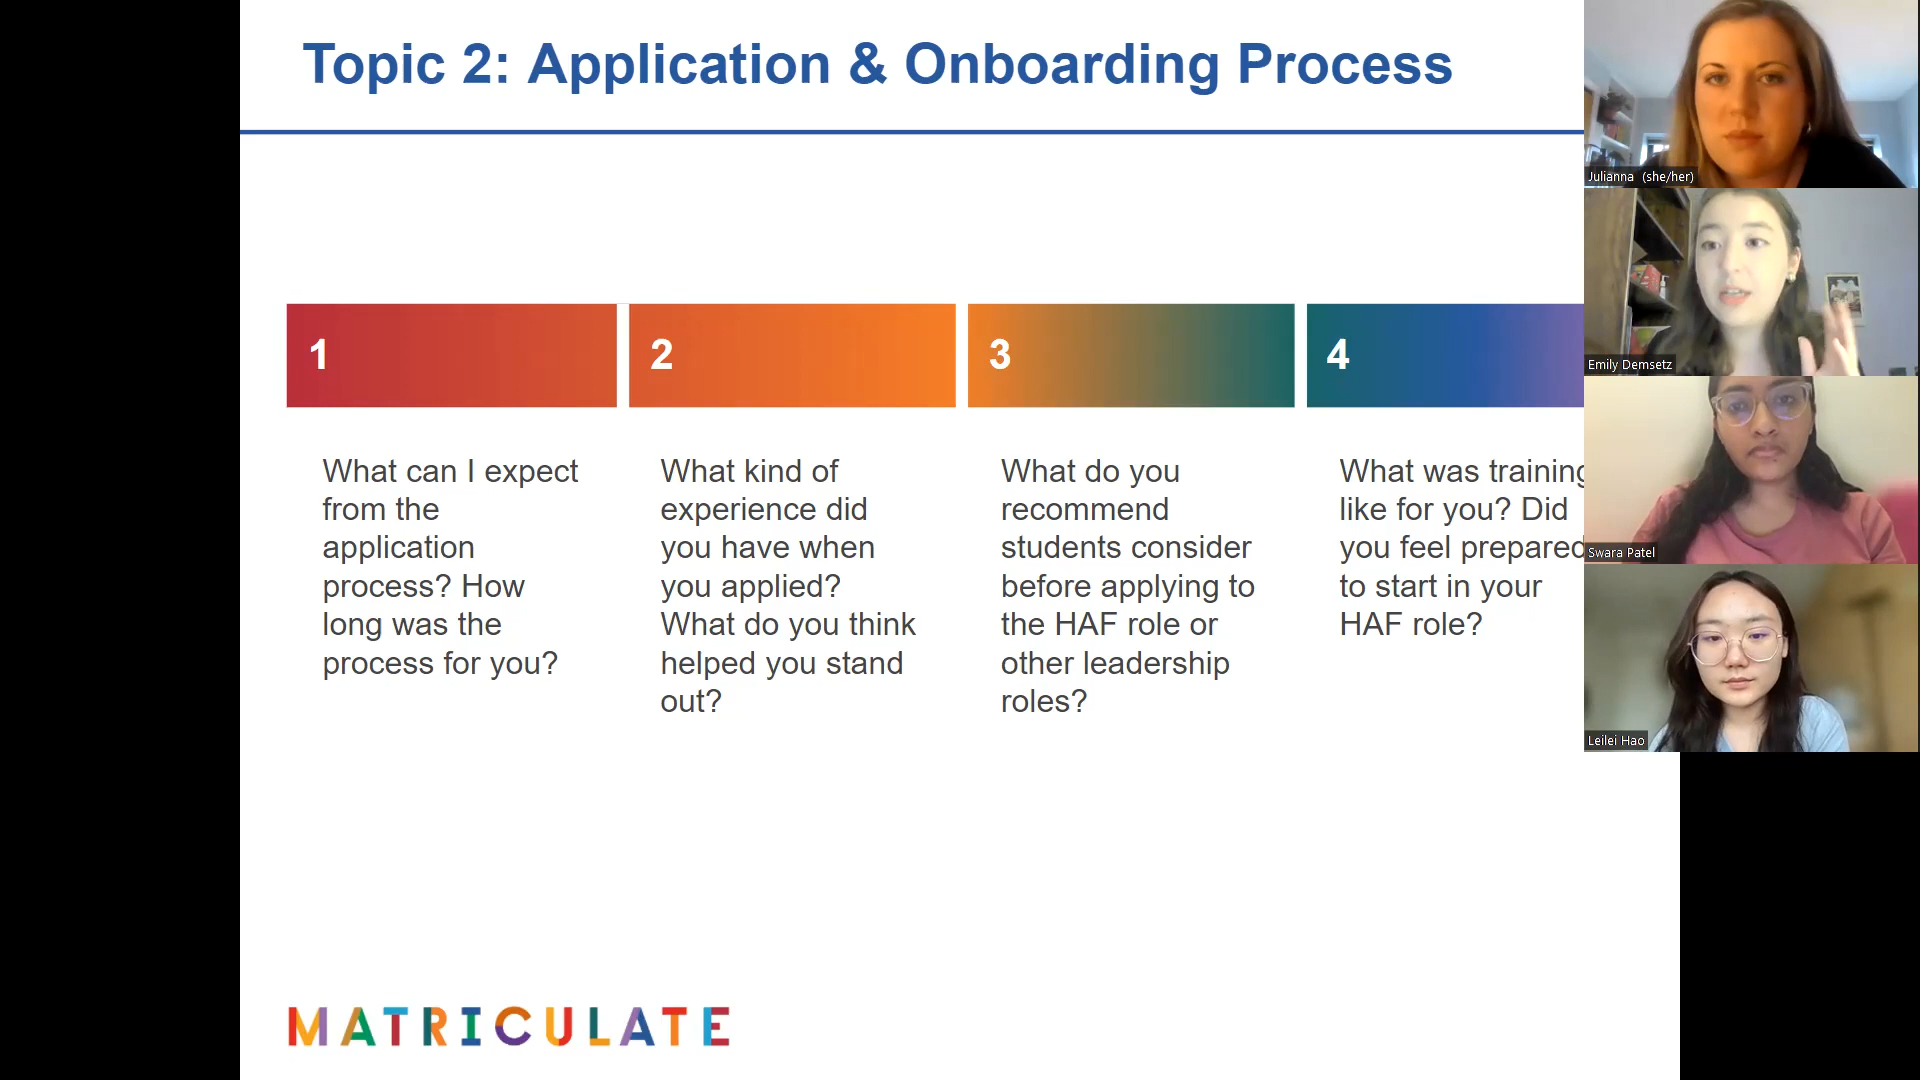 Topic 2: Application & Onboarding Process
1
What can I expect
from the
application
process? How
long was the
process for you?
2
What kind of
experience did
you have when
you applied?
What do you think
helped you stand
out?
3
What do you
recommend
students consider
before applying to
the HAF role or
other leadership
roles?
4
What was training
like for you? Did
you feel prepared
to start in your
HAF role?
MATRICULATE
Julianna (she/her)
Emily Demsetz
Swara Patel
Leilei Hao